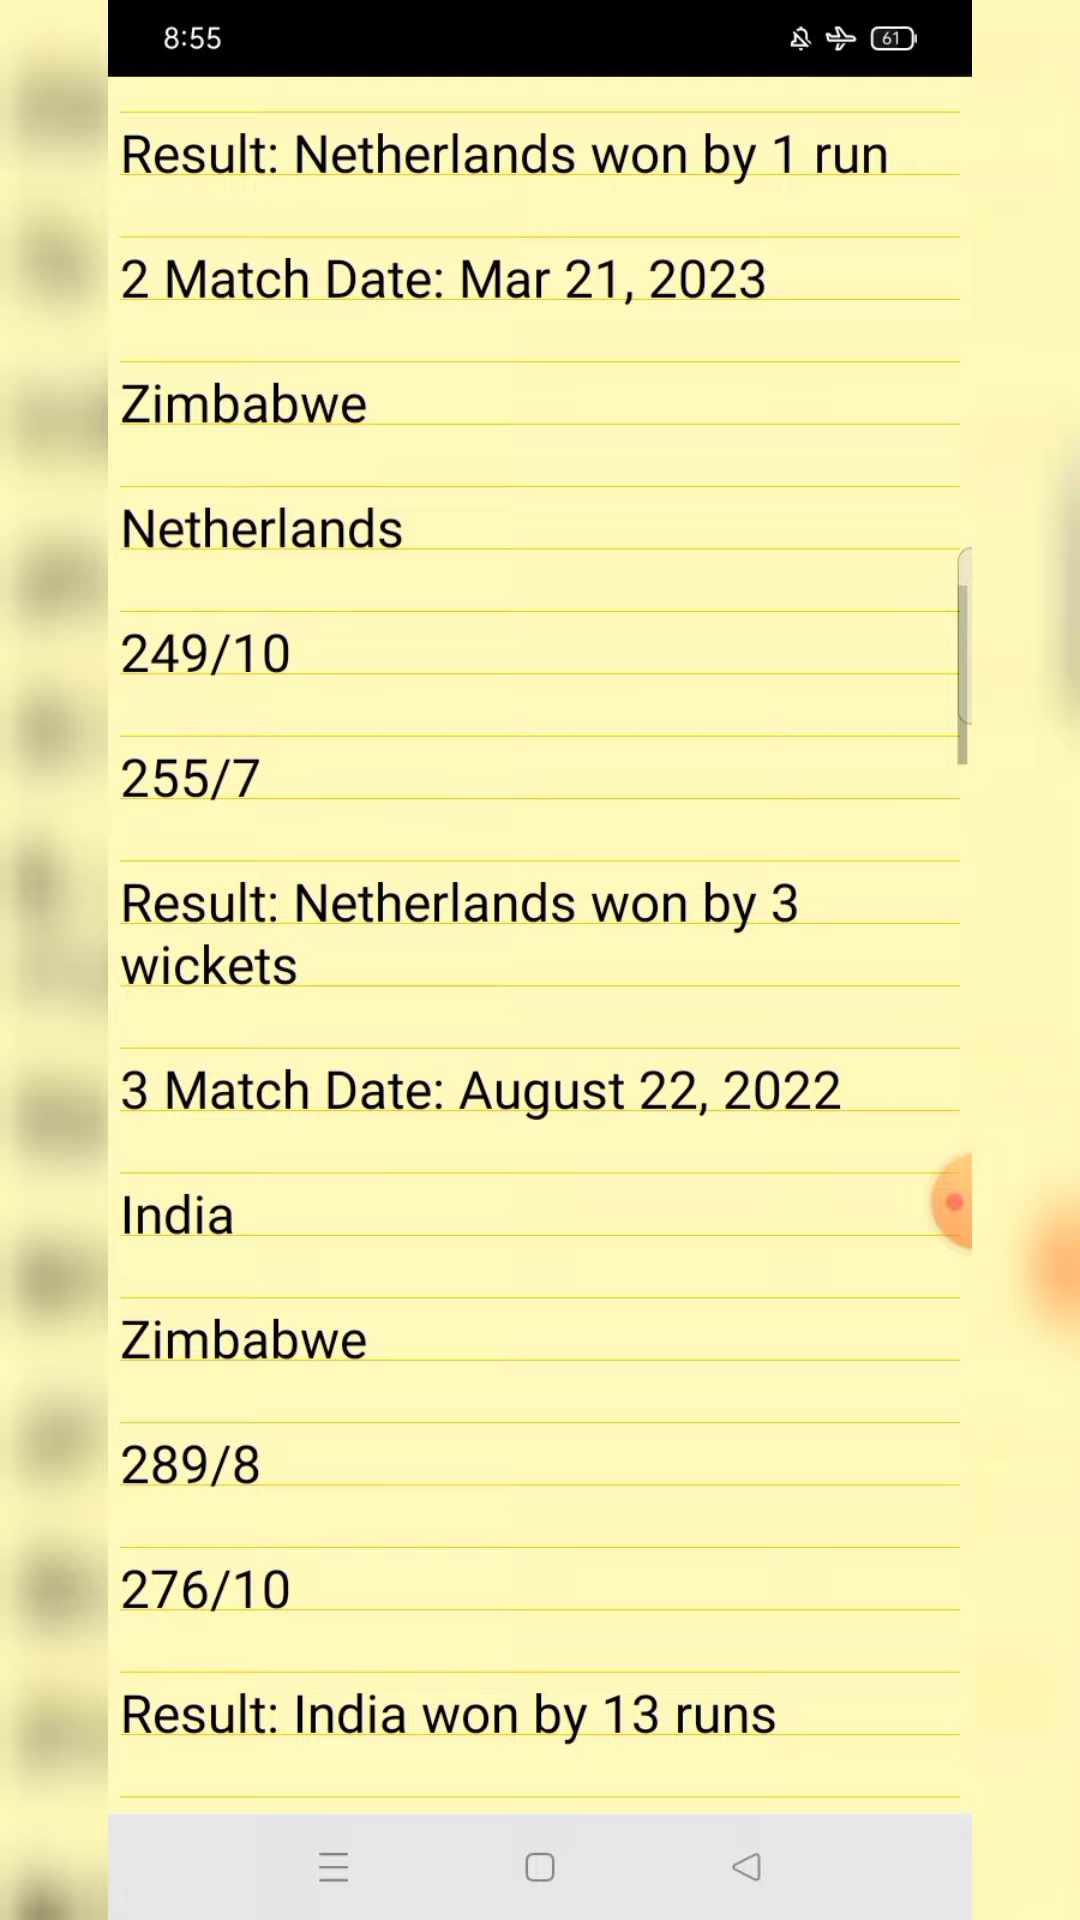 8:55
61
Result: Netherlands won by 1 run
2 Match Date: Mar 21, 2023
Zimbabwe
Netherlands
249/10
255/7
Result: Netherlands won by 3
wickets
3 Match Date: August 22, 2022
India
Zimbabwe
289/8
276/10
Result: India won by 13 runs